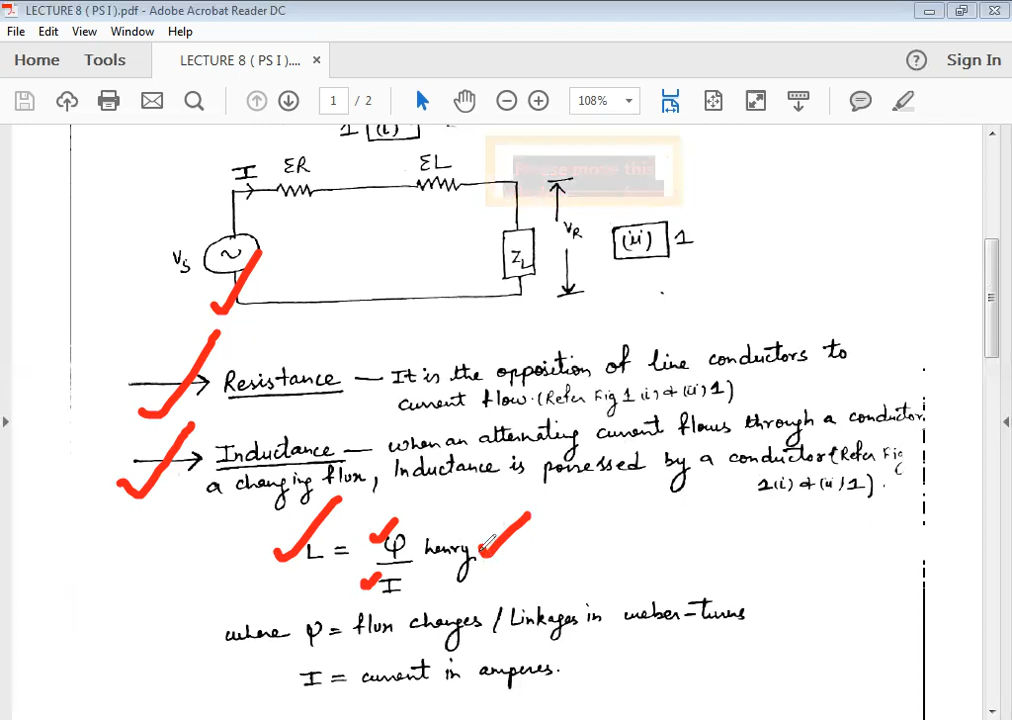 LECTURE 8 ( PS I ).pdf - Adobe Acrobat Reader DC
File Edit View Window Help
Home Tools LECTURE 8 ( PS I ).... × ? Sign In
1 / 2 108%
1 (i)
I ΣR ΣL
Please move this
Vs ~ ZL VR (ii) 1
Resistance — It is the opposition of line conductors to
current flow. (Refer Fig 1 (i) & (ii) 1)
Inductance — when an alternating current flows through a conductor
a changing flux, Inductance is possessed by a conductor (Refer Fig
1(i) & (ii) 1).
L = ψ henry
I
where ψ = flux changes / Linkages in weber-turns
I = current in amperes.